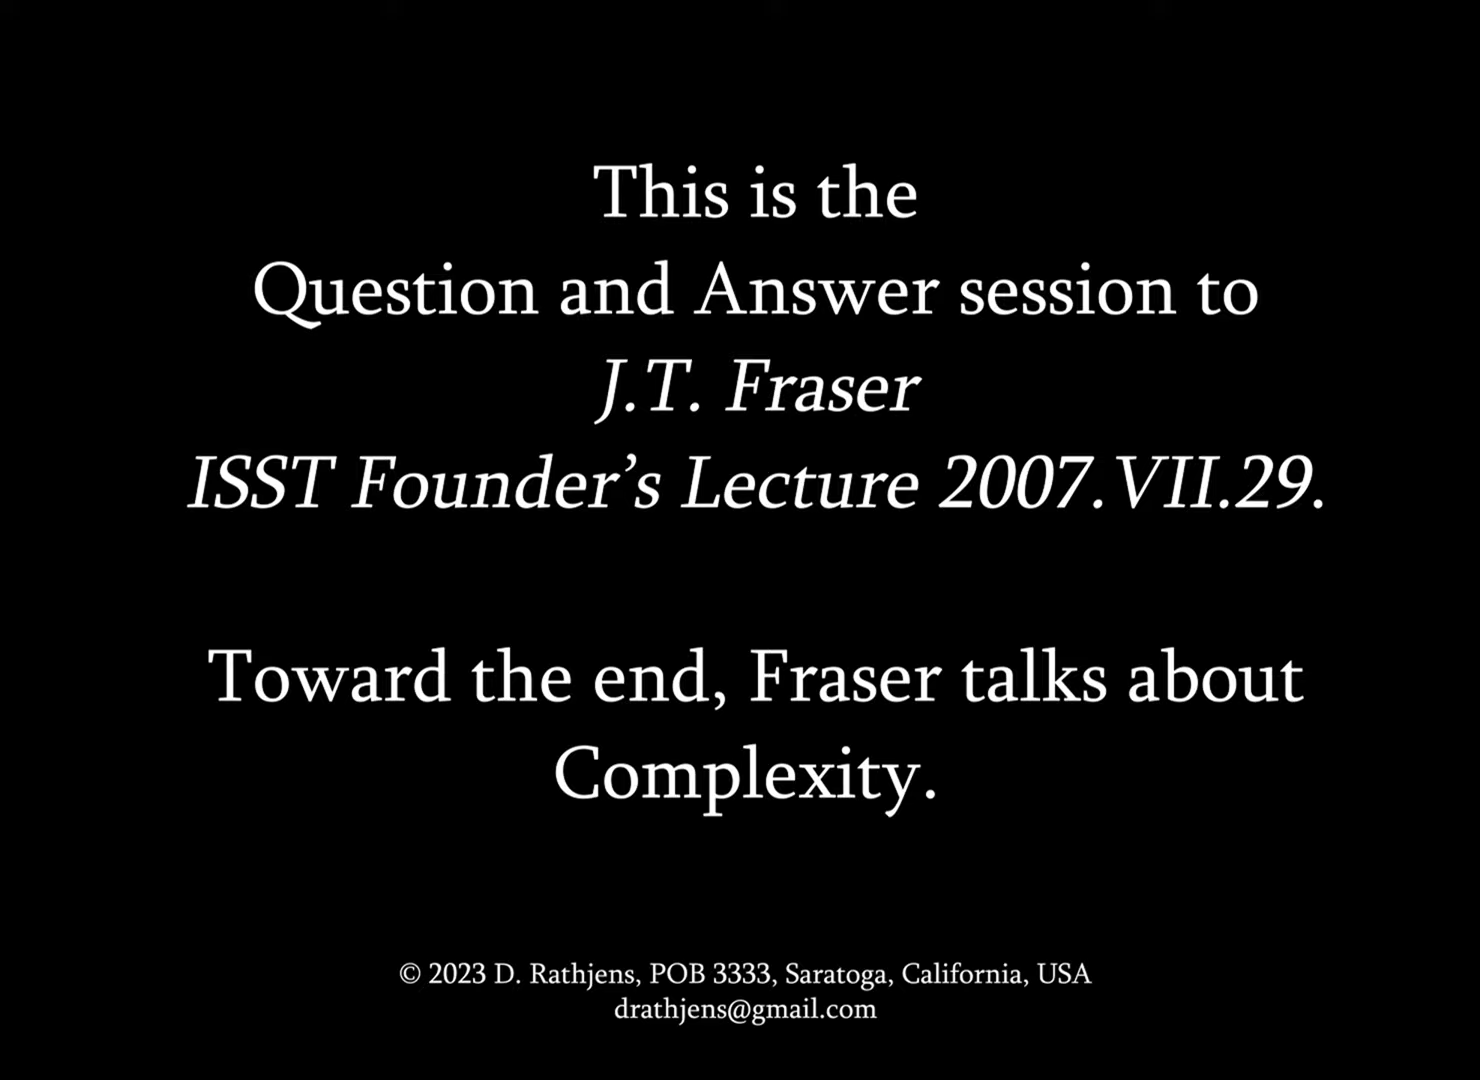 This is the
Question and Answer session to
J.T. Fraser
ISST Founder’s Lecture 2007.VII.29.
Toward the end, Fraser talks about
Complexity.
© 2023 D. Rathjens, POB 3333, Saratoga, California, USA
drathjens@gmail.com